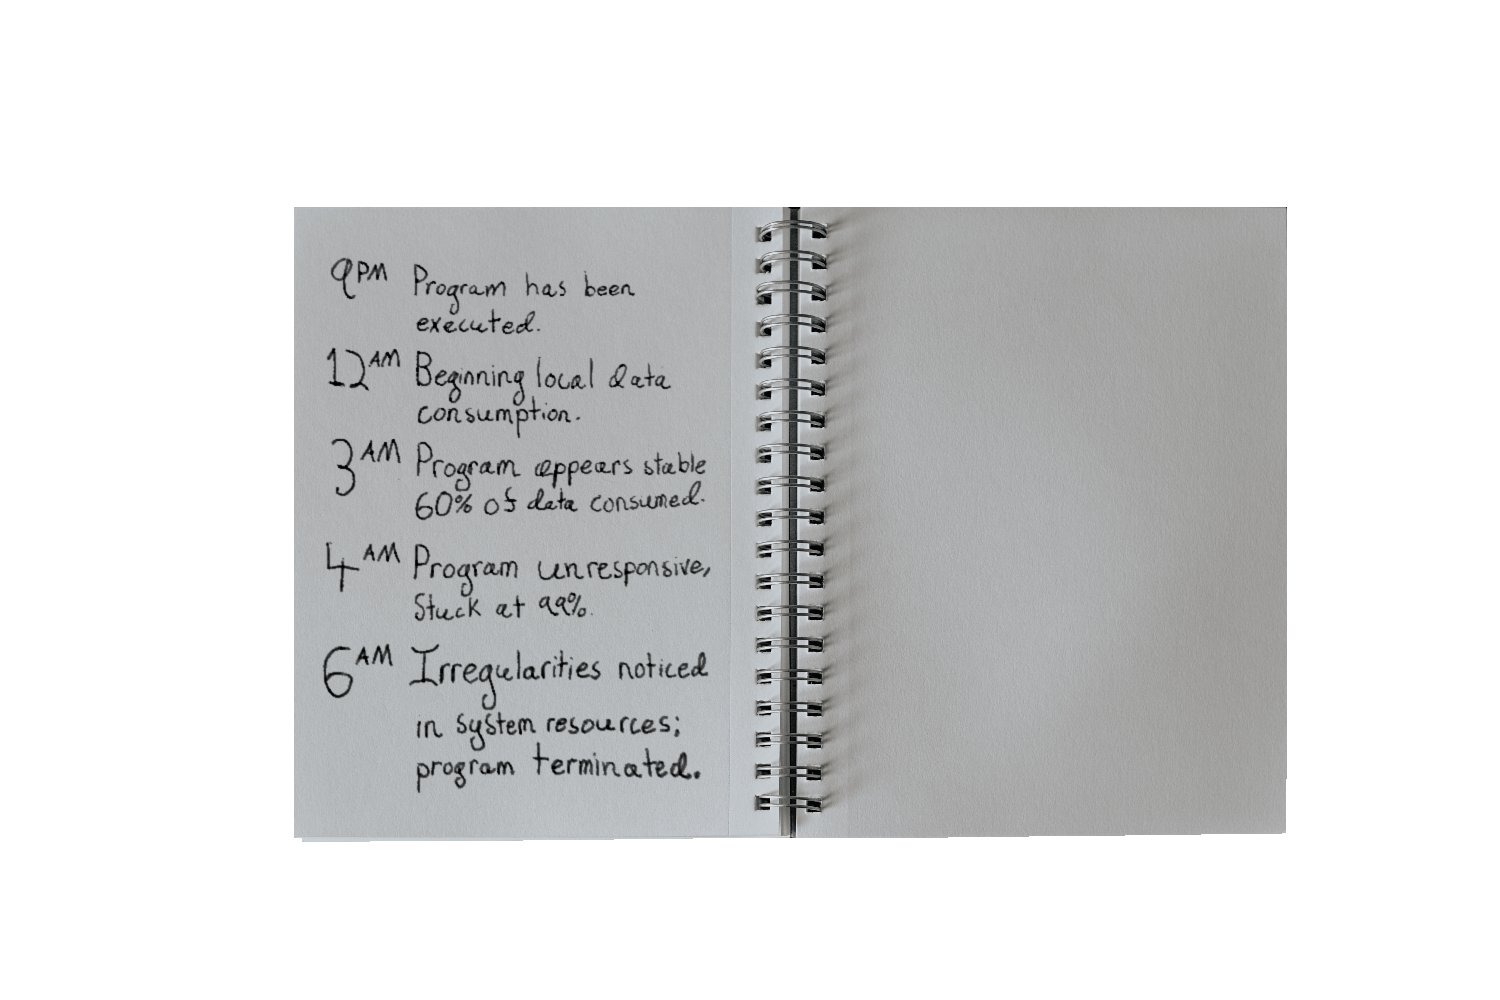 9PM Program has been
executed.
12AM Beginning local data
consumption.
3AM Program appears stable
60% of data consumed.
4AM Program unresponsive,
Stuck at 99%.
6AM Irregularities noticed
in system resources;
program terminated.